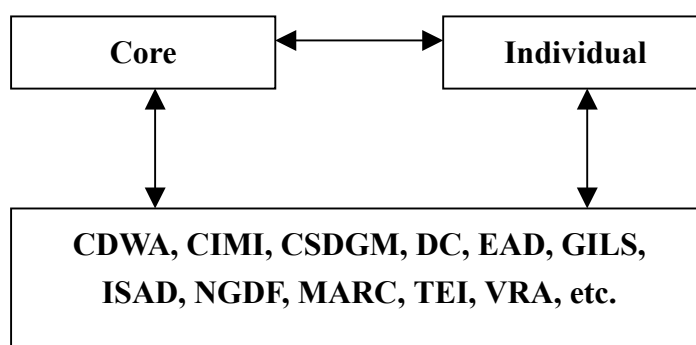 Core
Individual
CDWA, CIMI, CSDGM, DC, EAD, GILS,
ISAD, NGDF, MARC, TEI, VRA, etc.